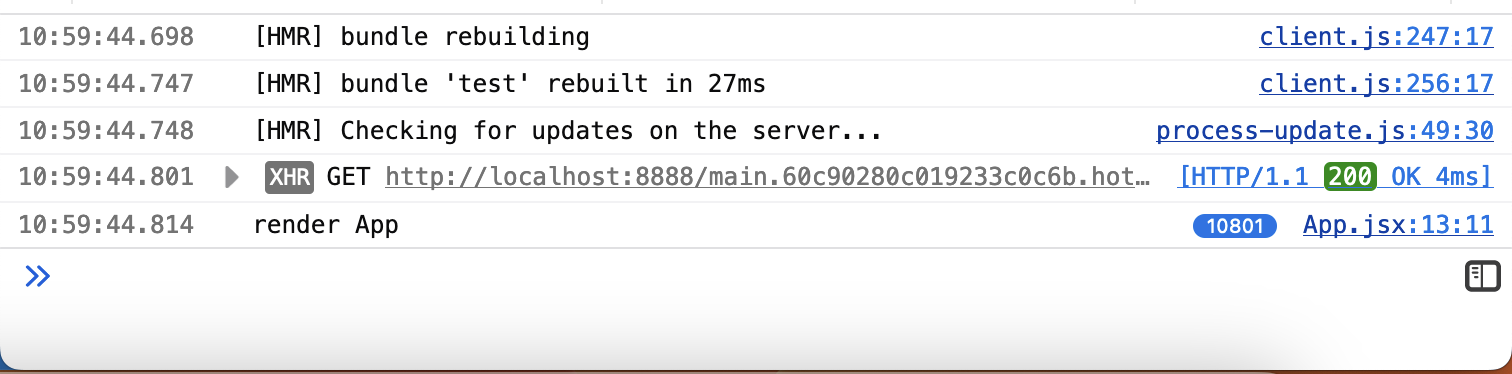 10:59:44.698 [HMR] bundle rebuilding client.js:247:17
10:59:44.747 [HMR] bundle 'test' rebuilt in 27ms client.js:256:17
10:59:44.748 [HMR] Checking for updates on the server... process-update.js:49:30
10:59:44.801 XHR GET http://localhost:8888/main.60c90280c019233c0c6b.hot… [HTTP/1.1 200 OK 4ms]
10:59:44.814 render App 10801 App.jsx:13:11